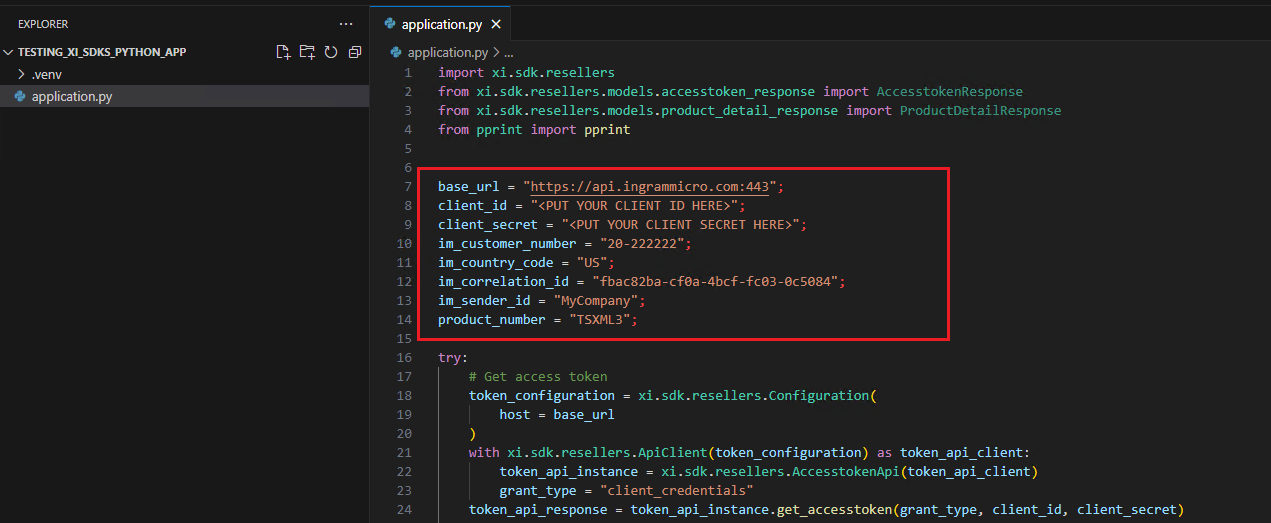 EXPLORER
...
TESTING_XI_SDKS_PYTHON_APP
.venv
application.py
application.py
application.py > ...
1 import xi.sdk.resellers
2 from xi.sdk.resellers.models.accesstoken_response import AccesstokenResponse
3 from xi.sdk.resellers.models.product_detail_response import ProductDetailResponse
4 from pprint import pprint
5
6
7 base_url = "https://api.ingrammicro.com:443";
8 client_id = "<PUT YOUR CLIENT ID HERE>";
9 client_secret = "<PUT YOUR CLIENT SECRET HERE>";
10 im_customer_number = "20-222222";
11 im_country_code = "US";
12 im_correlation_id = "fbac82ba-cf0a-4bcf-fc03-0c5084";
13 im_sender_id = "MyCompany";
14 product_number = "TSXML3";
15
16 try:
17 # Get access token
18 token_configuration = xi.sdk.resellers.Configuration(
19 host = base_url
20 )
21 with xi.sdk.resellers.ApiClient(token_configuration) as token_api_client:
22 token_api_instance = xi.sdk.resellers.AccesstokenApi(token_api_client)
23 grant_type = "client_credentials"
24 token_api_response = token_api_instance.get_accesstoken(grant_type, client_id, client_secret)